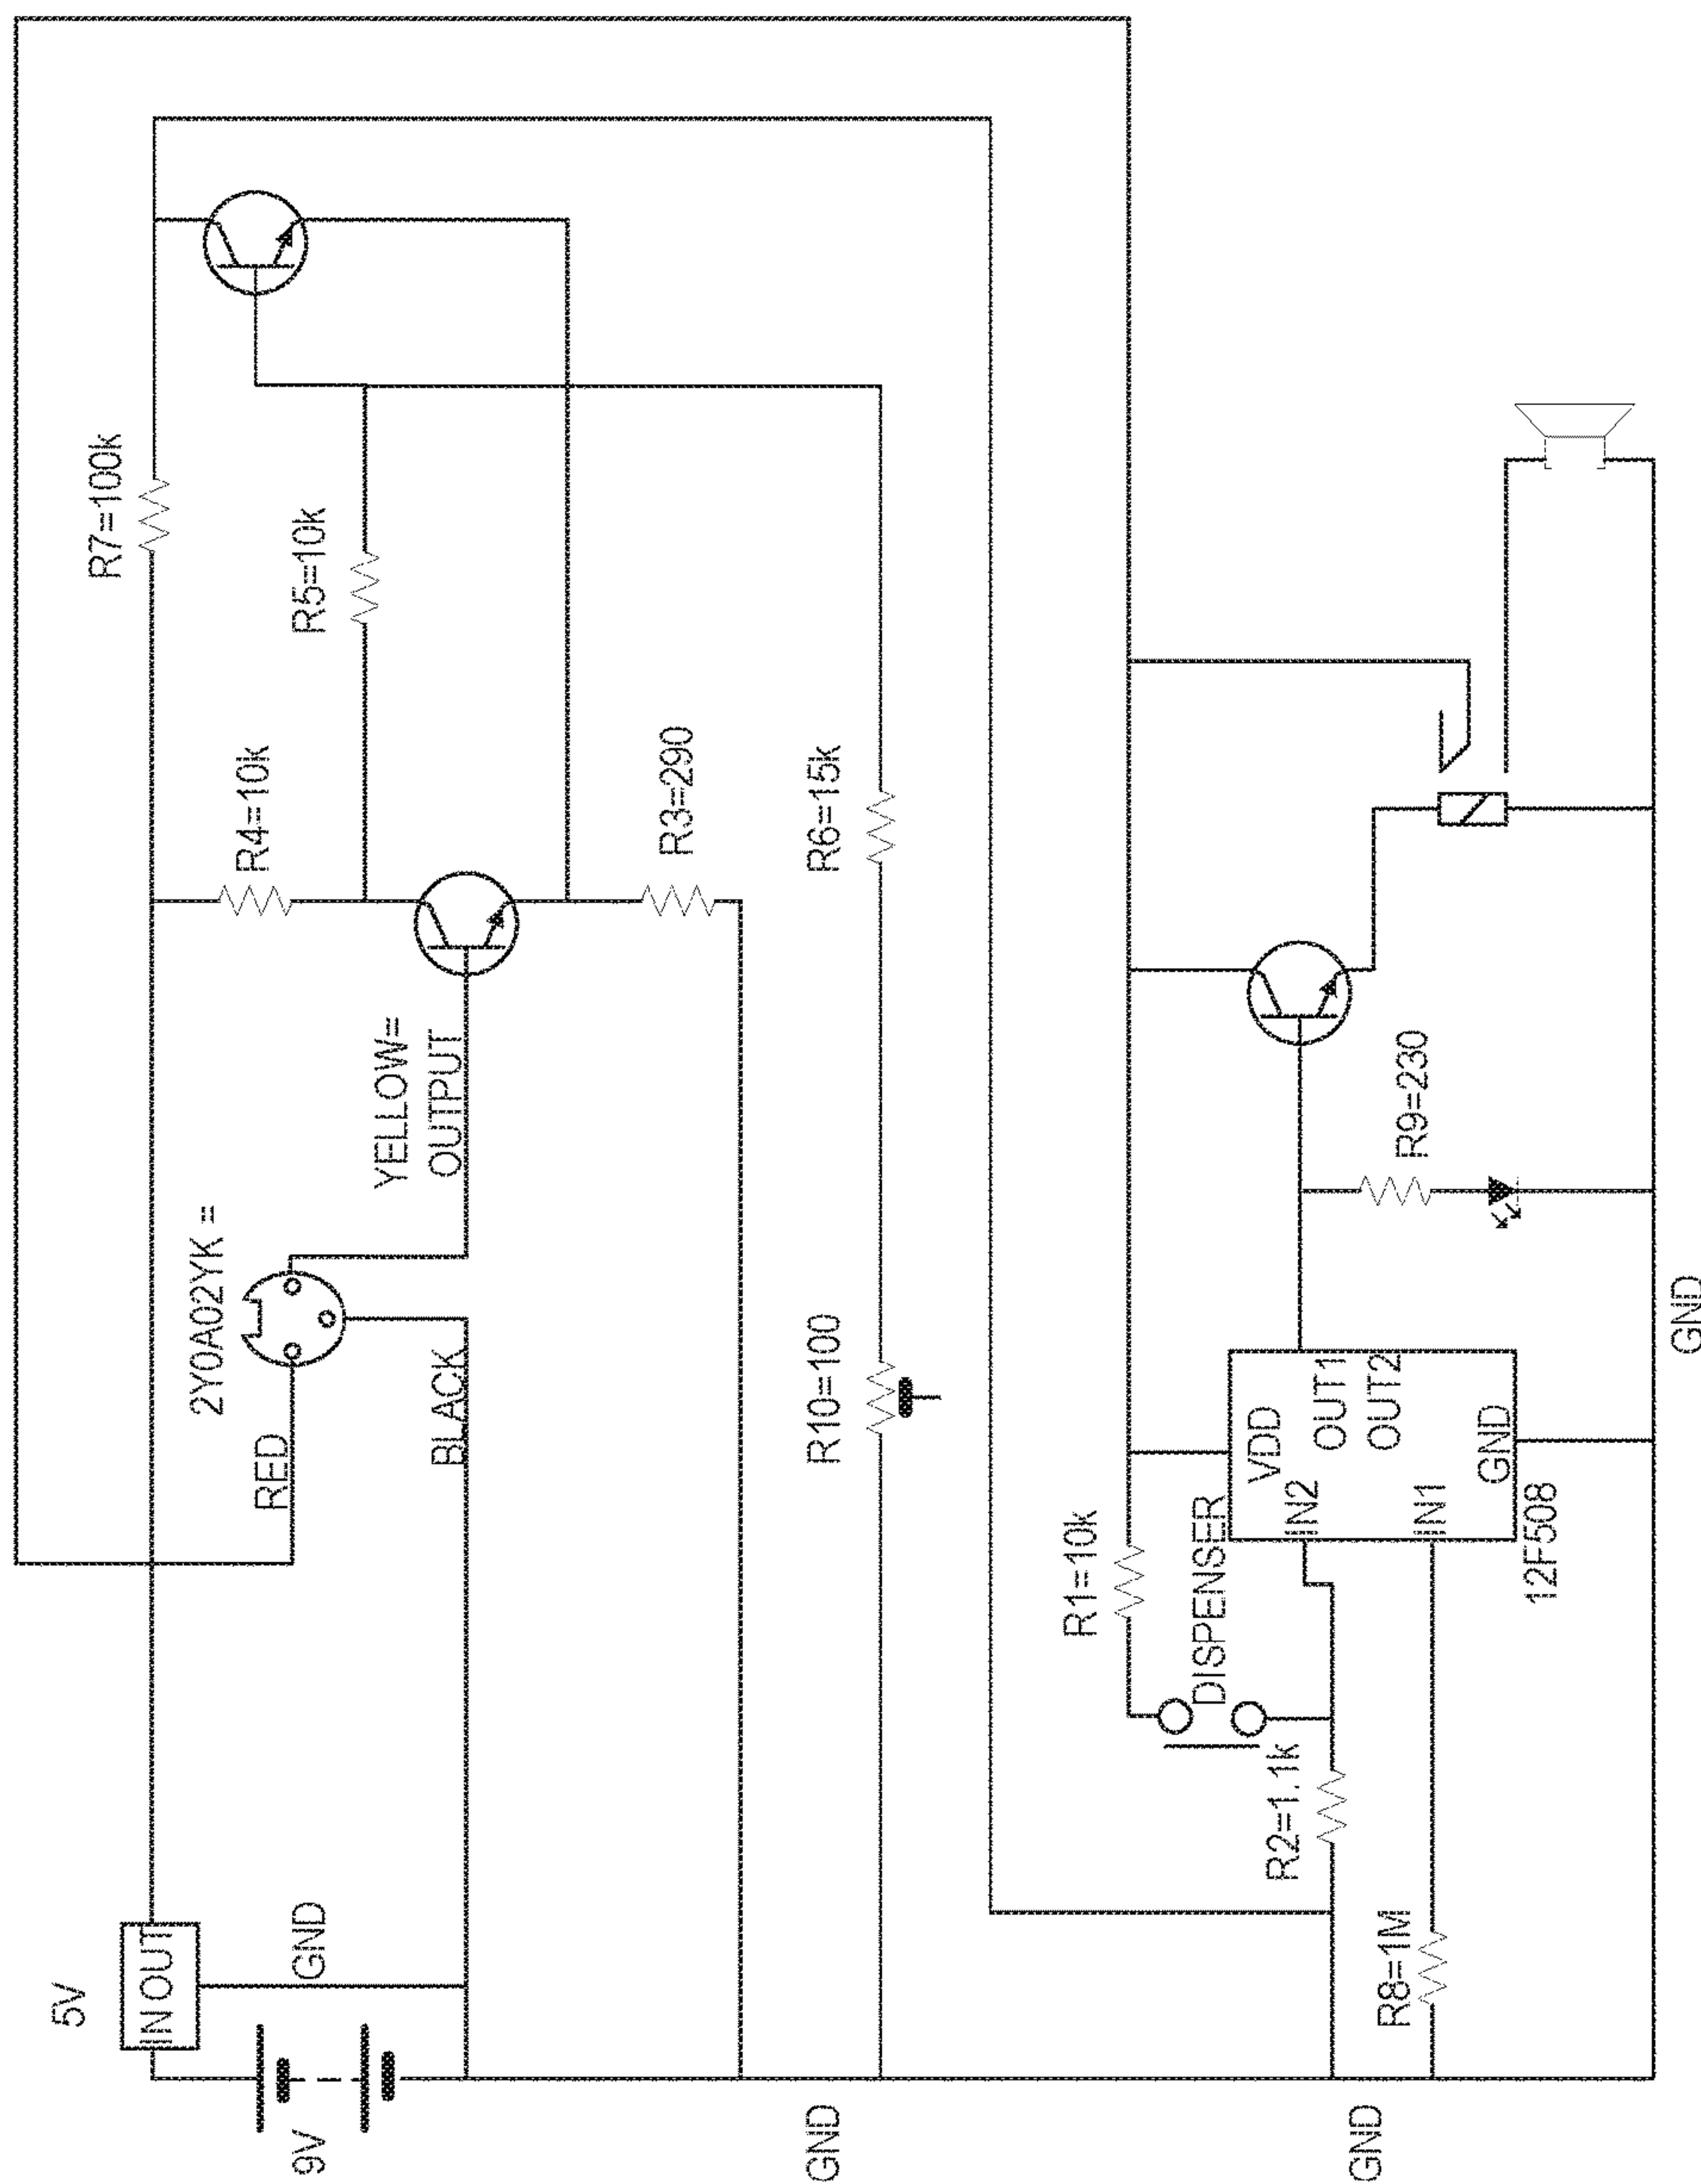 5V
R7=100k
IN OUT
2Y0A02YK =
R4=10k
RED
9V
GND
R5=10k
YELLOW=
OUTPUT
BLACK
R3=290
GND
R10=100
R6=15k
R1=10k
DISPENSER
VDD
R2=1.1k
IN2
OUT1
GND
OUT2
R8=1M
R9=230
IN1
GND
12F508
GND